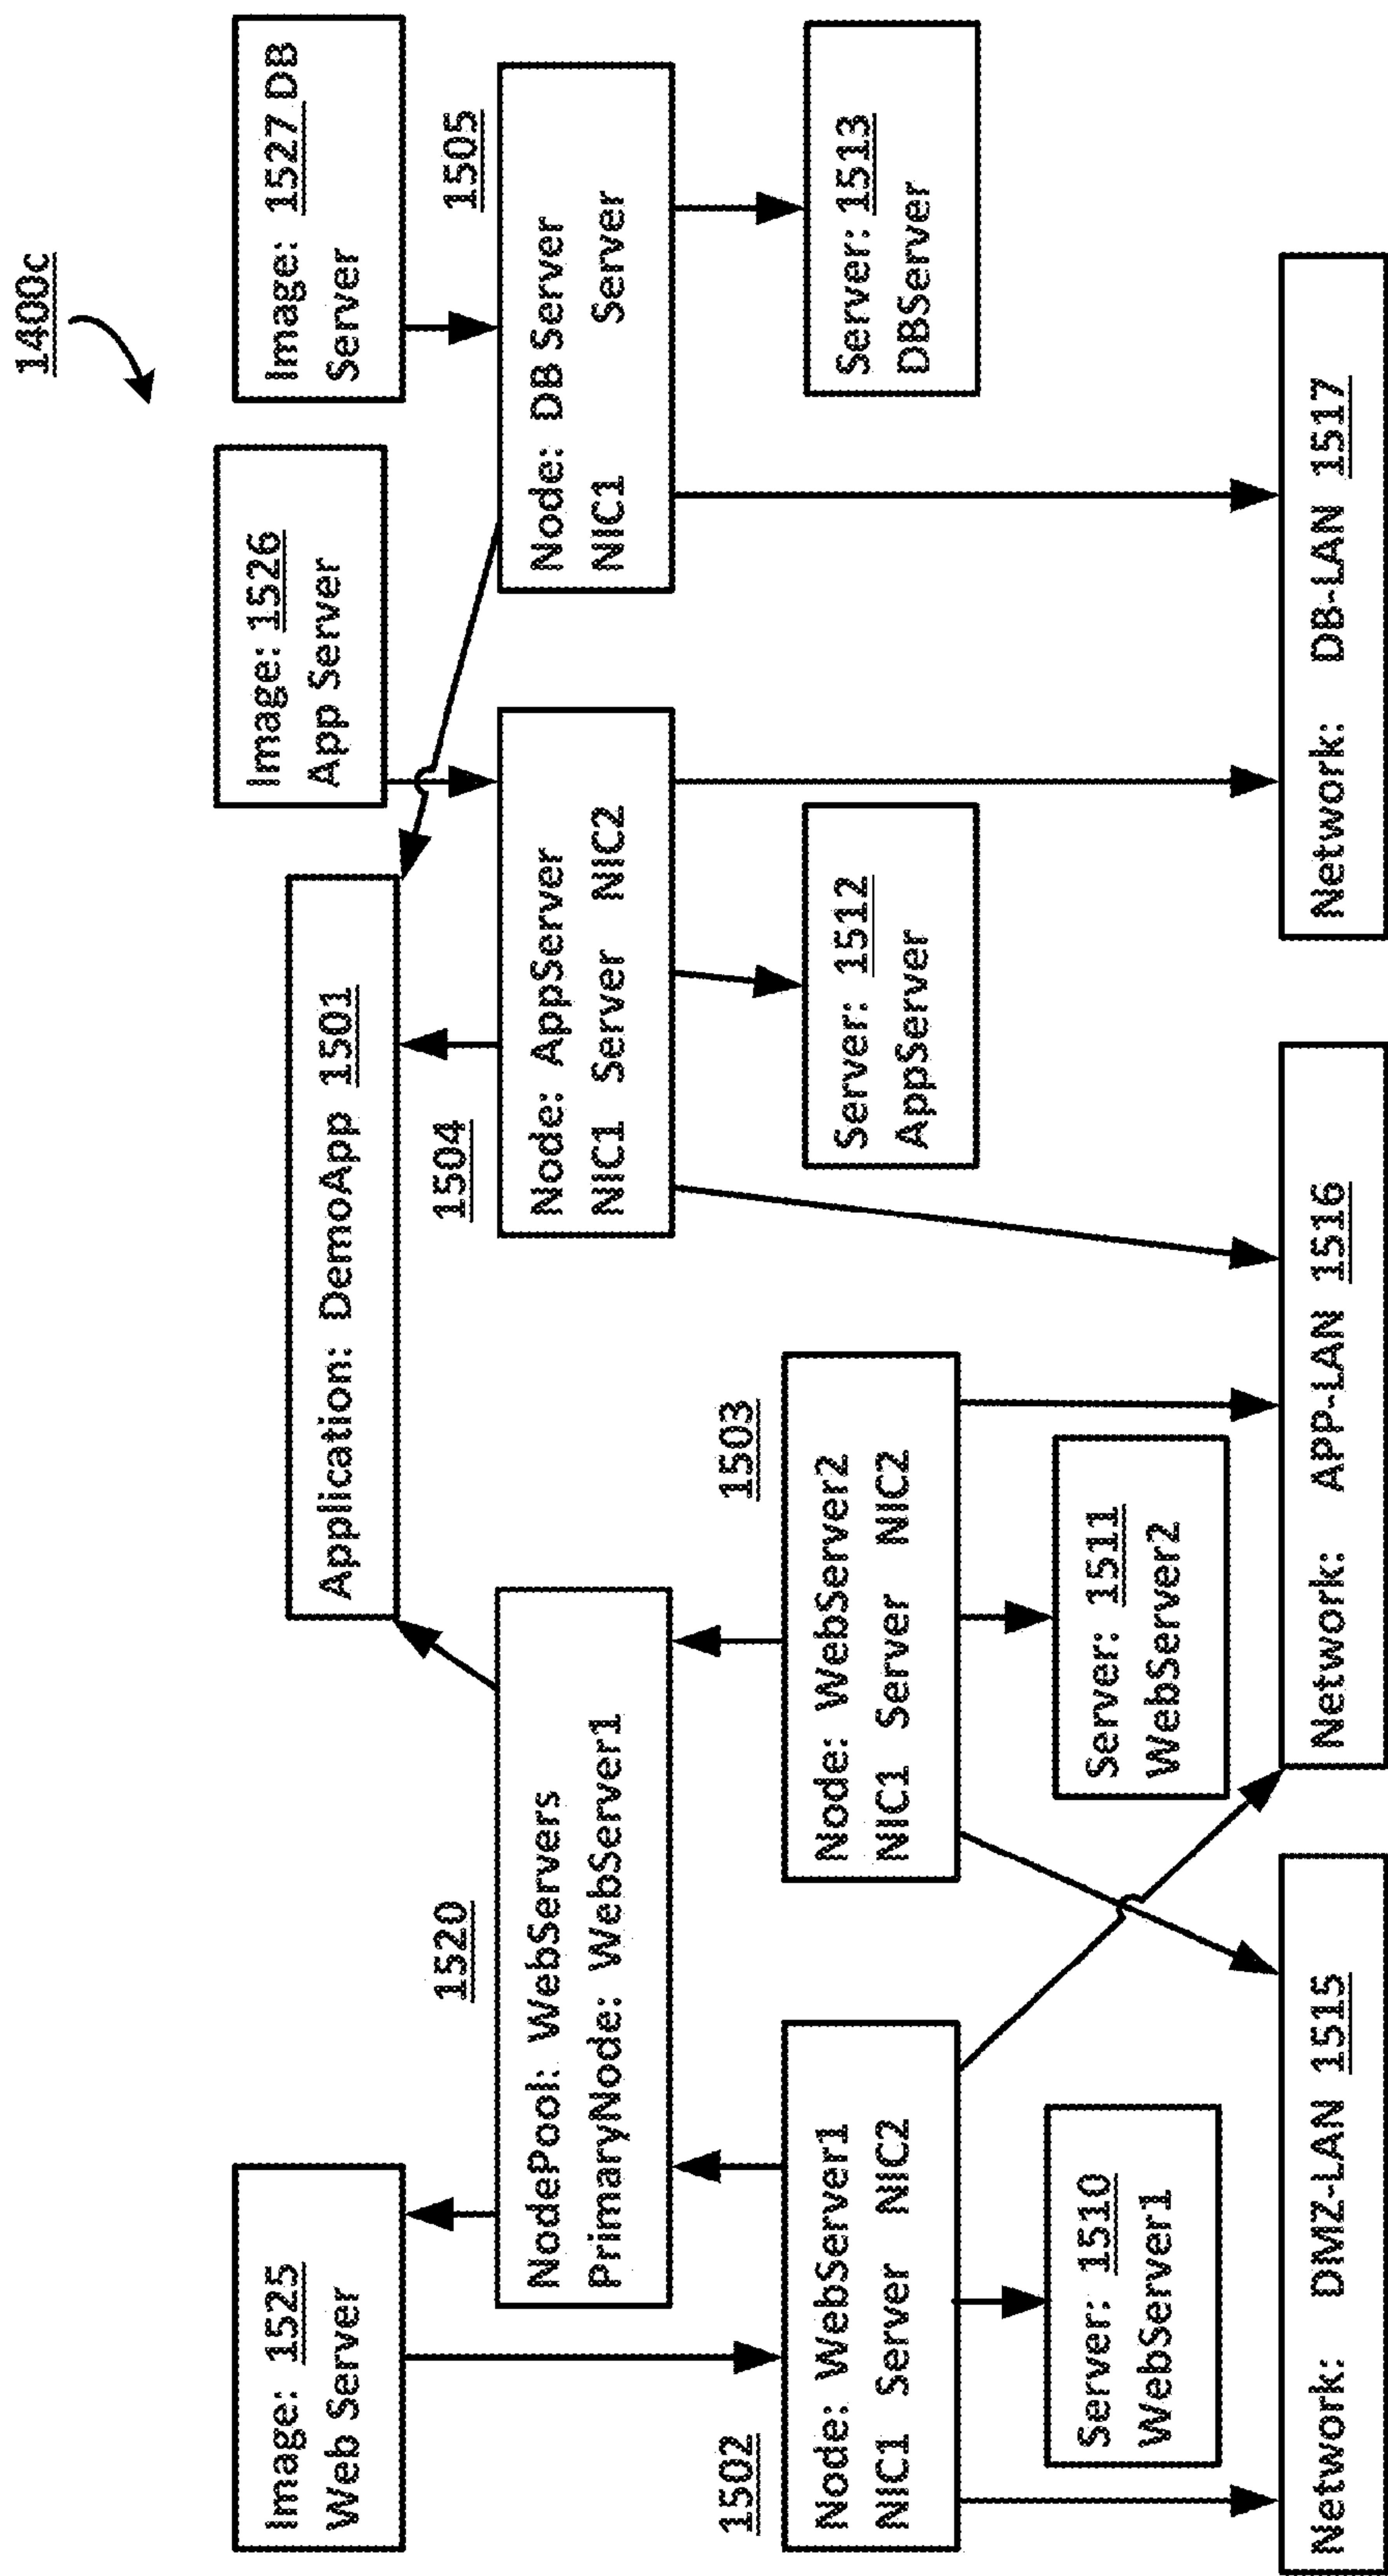 1400c
Image: 1525
Web Server
Application: DemoApp 1501
Image: 1526
App Server
Image: 1527 DB
Server
1520
NodePool: WebServers
PrimaryNode: WebServer1
1504
Node: AppServer
NIC1 Server NIC2
1505
Node: DB Server
NIC1 Server
1502
Node: WebServer1
NIC1 Server NIC2
1503
Node: WebServer2
NIC1 Server NIC2
Server: 1512
AppServer
Server: 1513
DBServer
Server: 1510
WebServer1
Server: 1511
WebServer2
Network: DMZ-LAN 1515
Network: APP-LAN 1516
Network: DB-LAN 1517